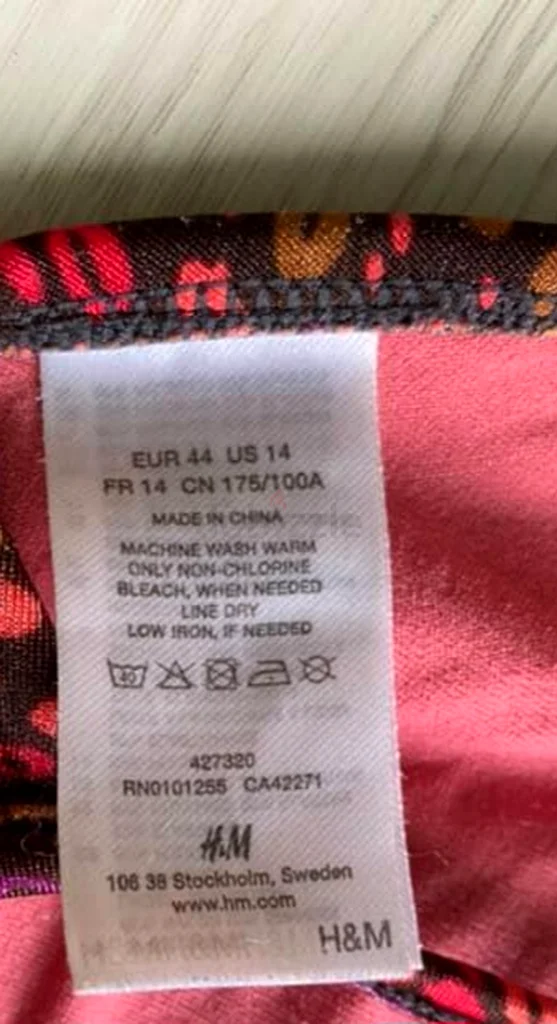 EUR 44 US 14
FR 14 CN 175/100A
MADE IN CHINA
MACHINE WASH WARM
ONLY NON-CHLORINE
BLEACH, WHEN NEEDED
LINE DRY
LOW IRON, IF NEEDED
40
427320
RN0101255 CA42271
H&M
106 38 Stockholm, Sweden
www.hm.com
H&M